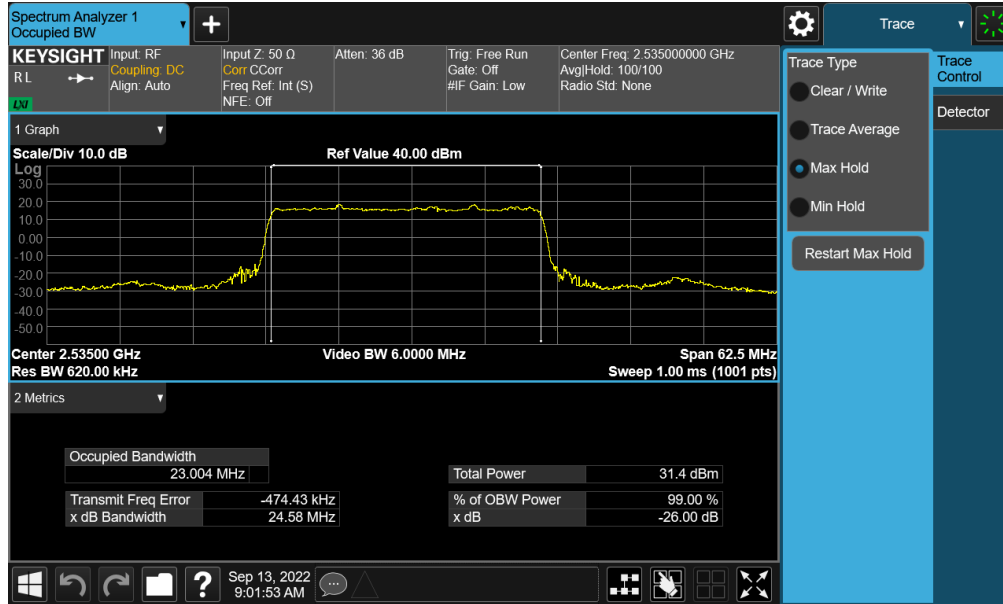 Spectrum Analyzer 1
Occupied BW
+
Trace
KEYSIGHT
R L
LXI
Input: RF
Coupling: DC
Align: Auto
Input Z: 50 Ω
Corr CCorr
Freq Ref: Int (S)
NFE: Off
Atten: 36 dB
Trig: Free Run
Gate: Off
#IF Gain: Low
Center Freq: 2.535000000 GHz
Avg|Hold: 100/100
Radio Std: None
Trace Type
Clear / Write
Trace Average
Max Hold
Min Hold
Restart Max Hold
Trace
Control
Detector
1 Graph
Scale/Div 10.0 dB
Ref Value 40.00 dBm
Log
30.0
20.0
10.0
0.00
-10.0
-20.0
-30.0
-40.0
-50.0
Center 2.53500 GHz
Video BW 6.0000 MHz
Span 62.5 MHz
Res BW 620.00 kHz
Sweep 1.00 ms (1001 pts)
2 Metrics
Occupied Bandwidth
23.004 MHz
Total Power 31.4 dBm
Transmit Freq Error -474.43 kHz
% of OBW Power 99.00 %
x dB Bandwidth 24.58 MHz
x dB -26.00 dB
?
Sep 13, 2022
9:01:53 AM